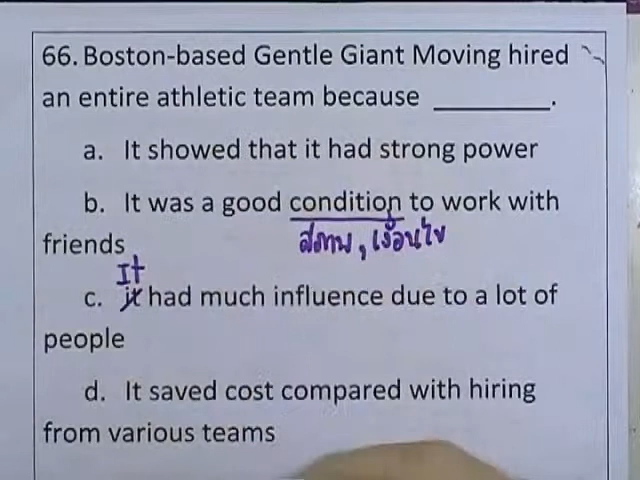 66. Boston-based Gentle Giant Moving hired
an entire athletic team because ________.
a. It showed that it had strong power
b. It was a good condition to work with
สภาพ, เงื่อนไข
friends
It
c. it had much influence due to a lot of
people
d. It saved cost compared with hiring
from various teams